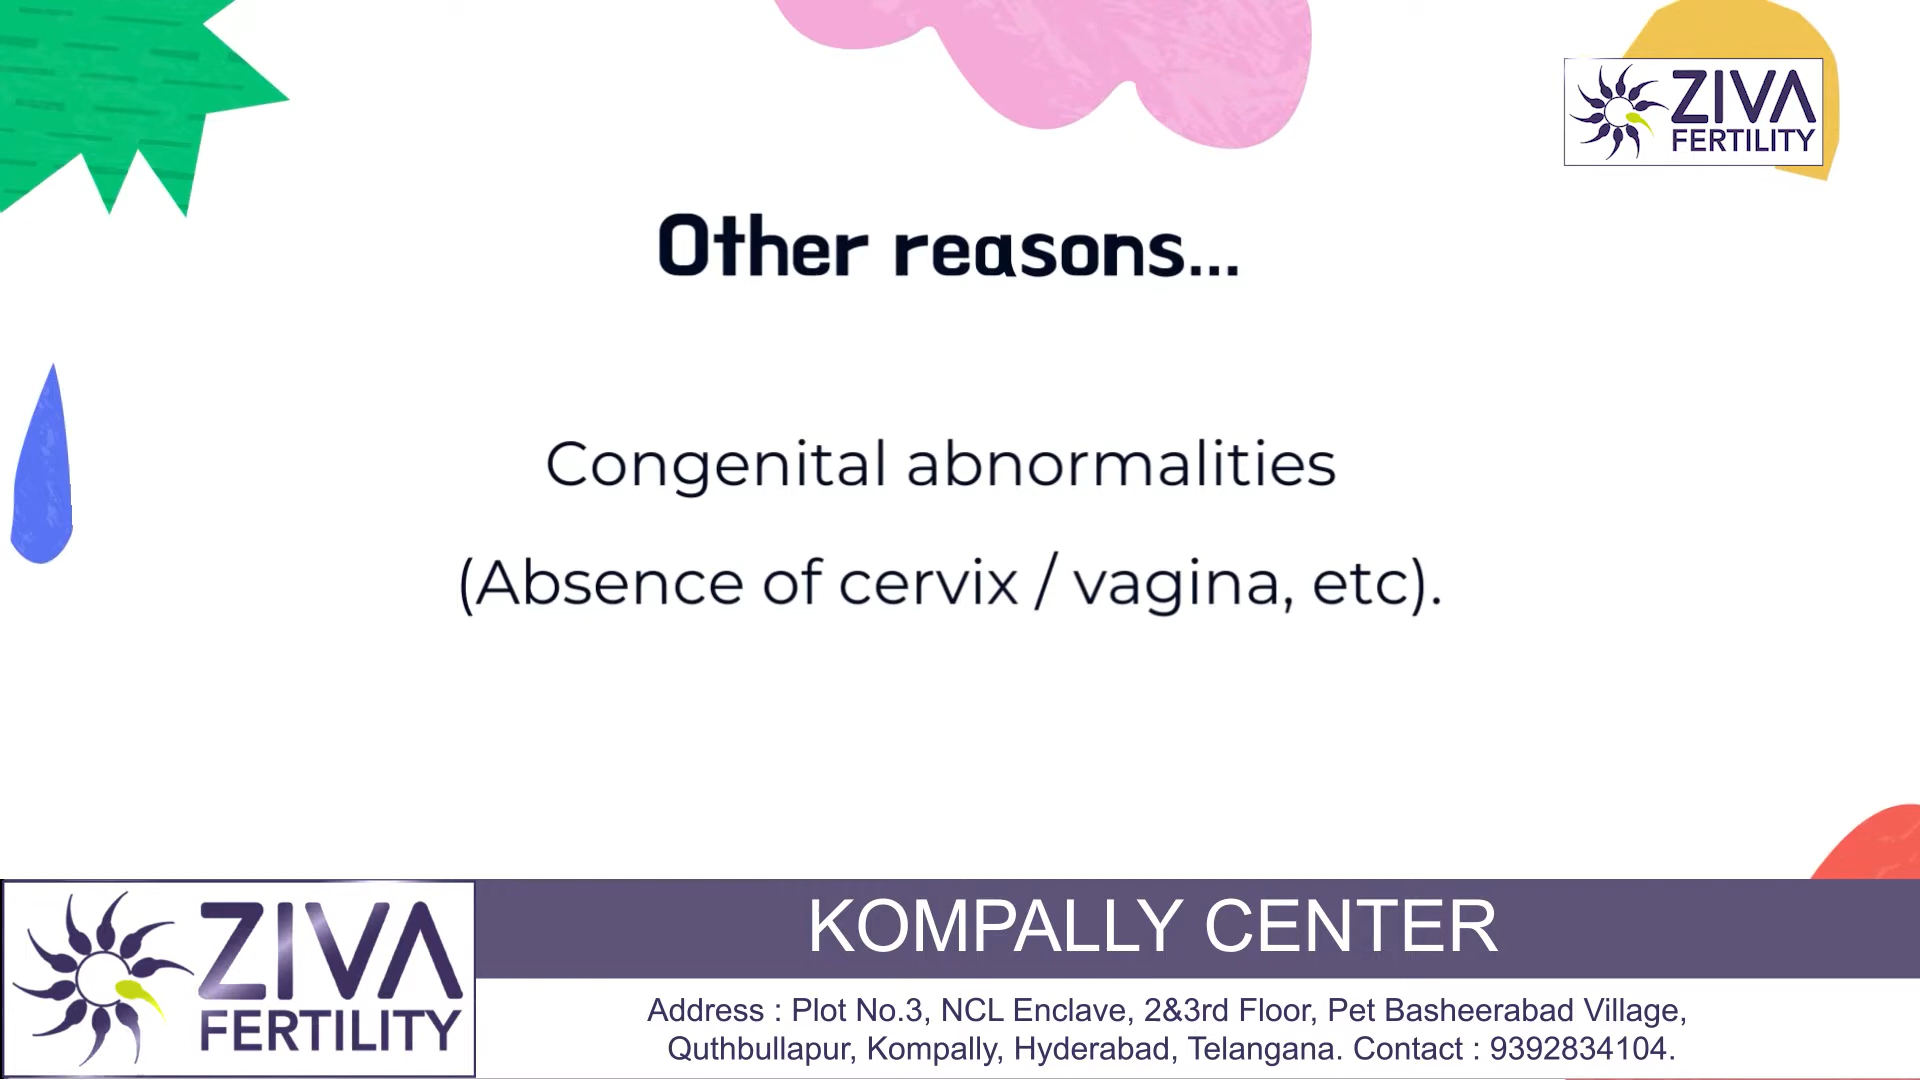 ZIVA
FERTILITY
Other reasons...
Congenital abnormalities
(Absence of cervix / vagina, etc).
ZIVA
FERTILITY
KOMPALLY CENTER
Address : Plot No.3, NCL Enclave, 2&3rd Floor, Pet Basheerabad Village,
Quthbullapur, Kompally, Hyderabad, Telangana. Contact : 9392834104.